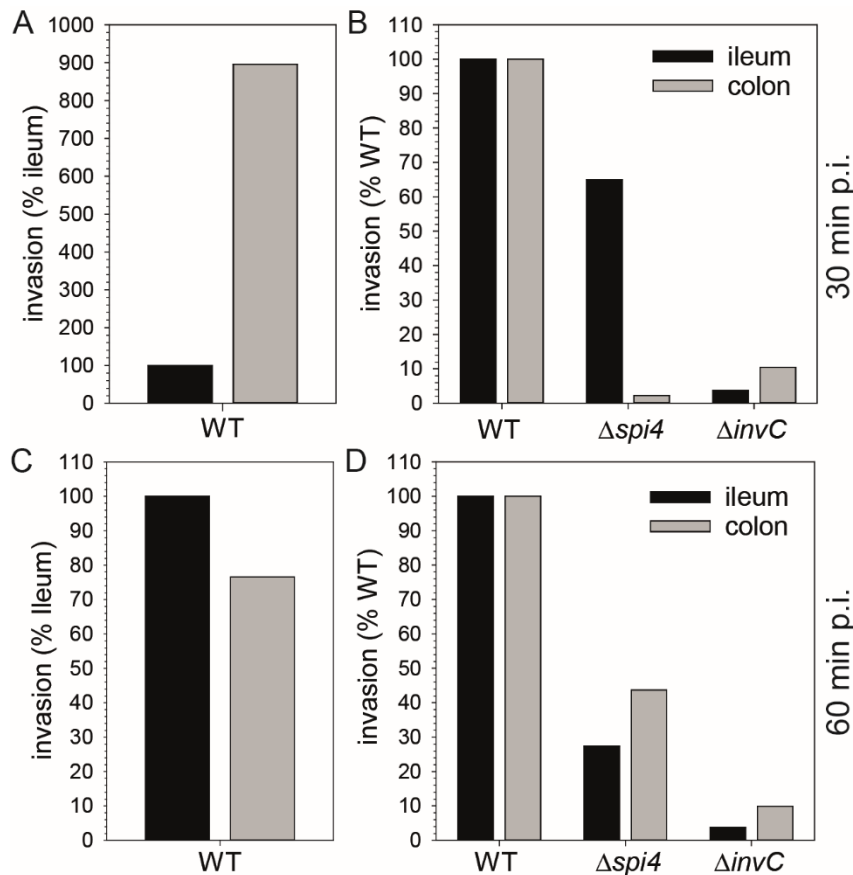 A
invasion (% ileum)
1000
900
800
700
600
500
400
300
200
100
0
WT
B
invasion (% WT)
110
100
90
80
70
60
50
40
30
20
10
0
ileum
colon
WT
Δspi4
ΔinvC
30 min p.i.
C
invasion (% Ileum)
110
100
90
80
70
60
50
40
30
20
10
0
WT
D
invasion (% WT)
110
100
90
80
70
60
50
40
30
20
10
0
ileum
colon
WT
Δspi4
ΔinvC
60 min p.i.